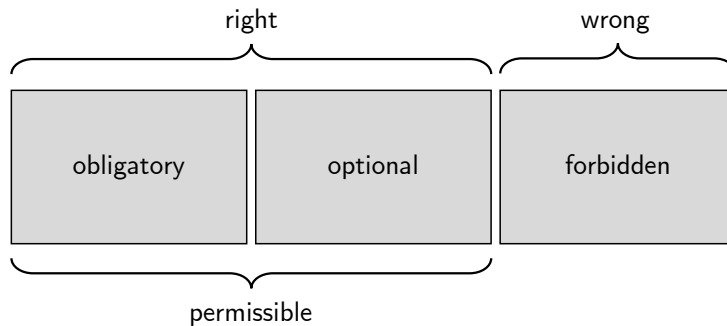 right wrong
obligatory optional forbidden
permissible